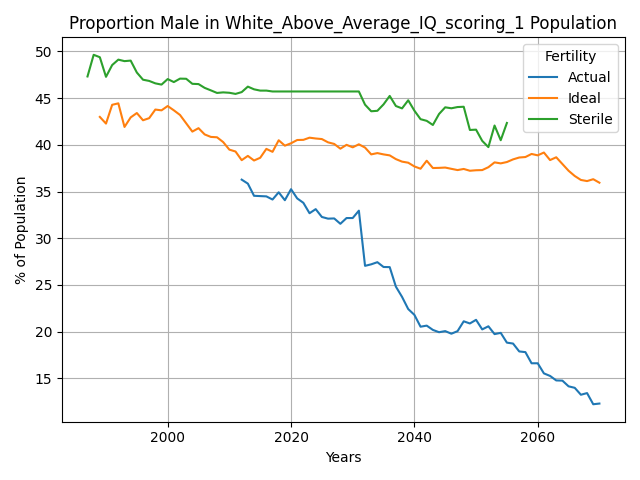 Proportion Male in White_Above_Average_IQ_scoring_1 Population
Fertility
Actual
Ideal
Sterile
% of Population
50
45
40
35
30
25
20
15
2000 2020 2040 2060
Years